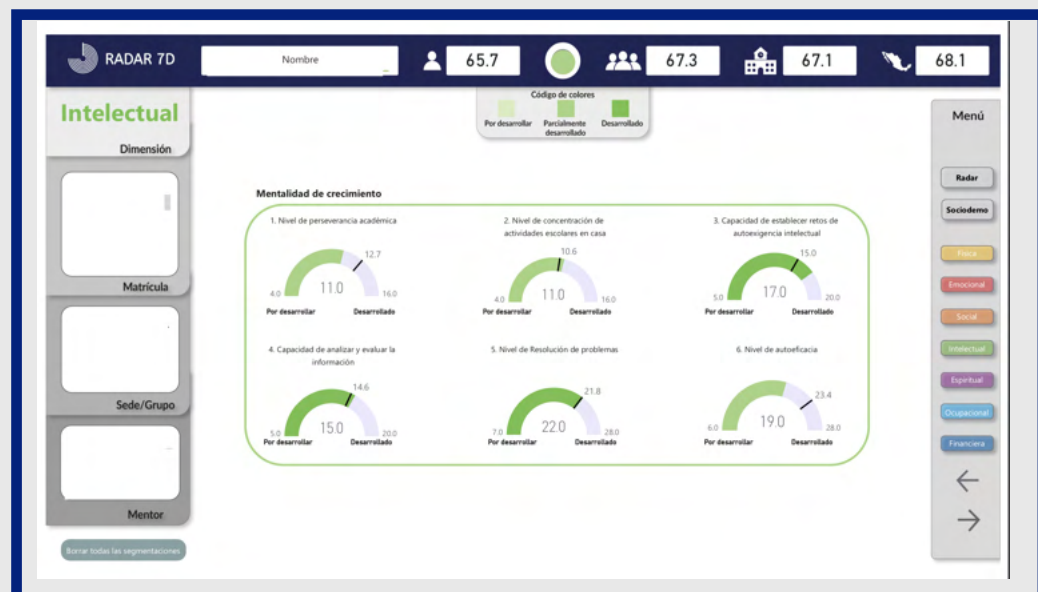 RADAR 7D
Nombre
65.7
67.3
67.1
68.1
Código de colores
Por desarrollar
Parcialmente
desarrollado
Desarrollado
Intelectual
Dimensión
Matrícula
Sede/Grupo
Mentor
Borrar todas las segmentaciones
Mentalidad de crecimiento
1. Nivel de perseverancia académica
12.7
11.0
4.0
16.0
Por desarrollar
Desarrollado
2. Nivel de concentración de
actividades escolares en casa
10.6
11.0
4.0
16.0
Por desarrollar
Desarrollado
3. Capacidad de establecer retos de
autoexigencia intelectual
15.0
17.0
5.0
20.0
Por desarrollar
Desarrollado
4. Capacidad de analizar y evaluar la
información
14.6
15.0
5.0
20.0
Por desarrollar
Desarrollado
5. Nivel de Resolución de problemas
21.8
22.0
7.0
28.0
Por desarrollar
Desarrollado
6. Nivel de autoeficacia
23.4
19.0
6.0
28.0
Por desarrollar
Desarrollado
Menú
Radar
Sociodemo
Física
Emocional
Social
Intelectual
Espiritual
Ocupacional
Financiera